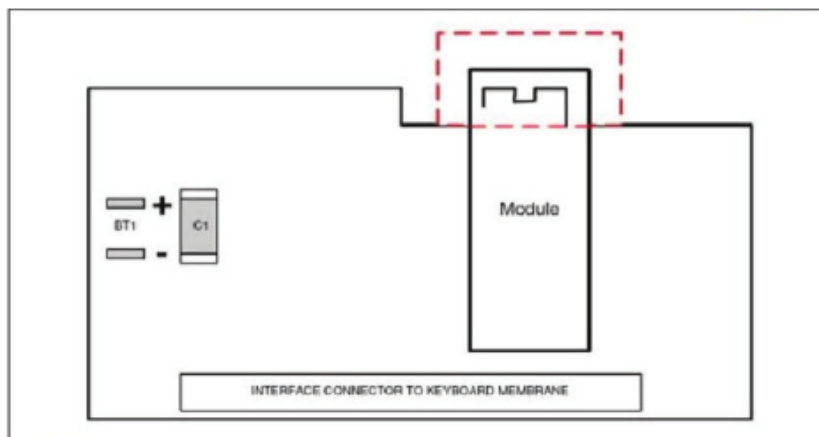 Module
+
BT1
C1
-
INTERFACE CONNECTOR TO KEYBOARD MEMBRANE